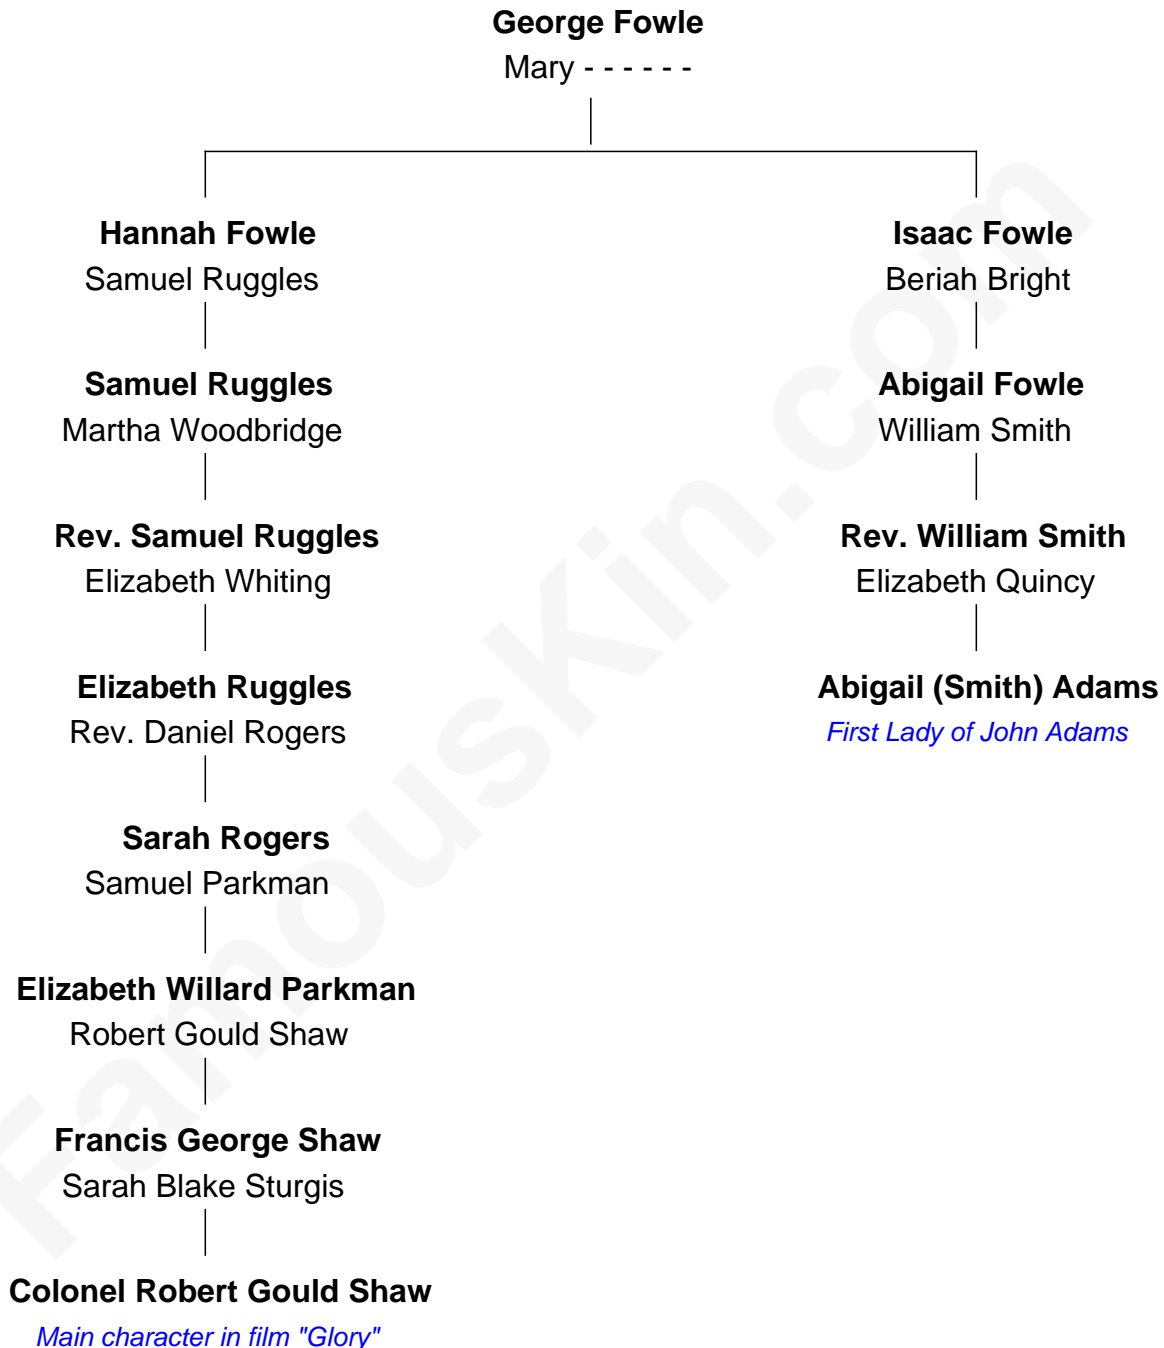 George Fowle
Mary - - - - - -
Hannah Fowle
Samuel Ruggles
Samuel Ruggles
Martha Woodbridge
Rev. Samuel Ruggles
Elizabeth Whiting
Elizabeth Ruggles
Rev. Daniel Rogers
Sarah Rogers
Samuel Parkman
Elizabeth Willard Parkman
Robert Gould Shaw
Francis George Shaw
Sarah Blake Sturgis
Colonel Robert Gould Shaw
Main character in film "Glory"
Isaac Fowle
Beriah Bright
Abigail Fowle
William Smith
Rev. William Smith
Elizabeth Quincy
Abigail (Smith) Adams
First Lady of John Adams
FamousKin.com